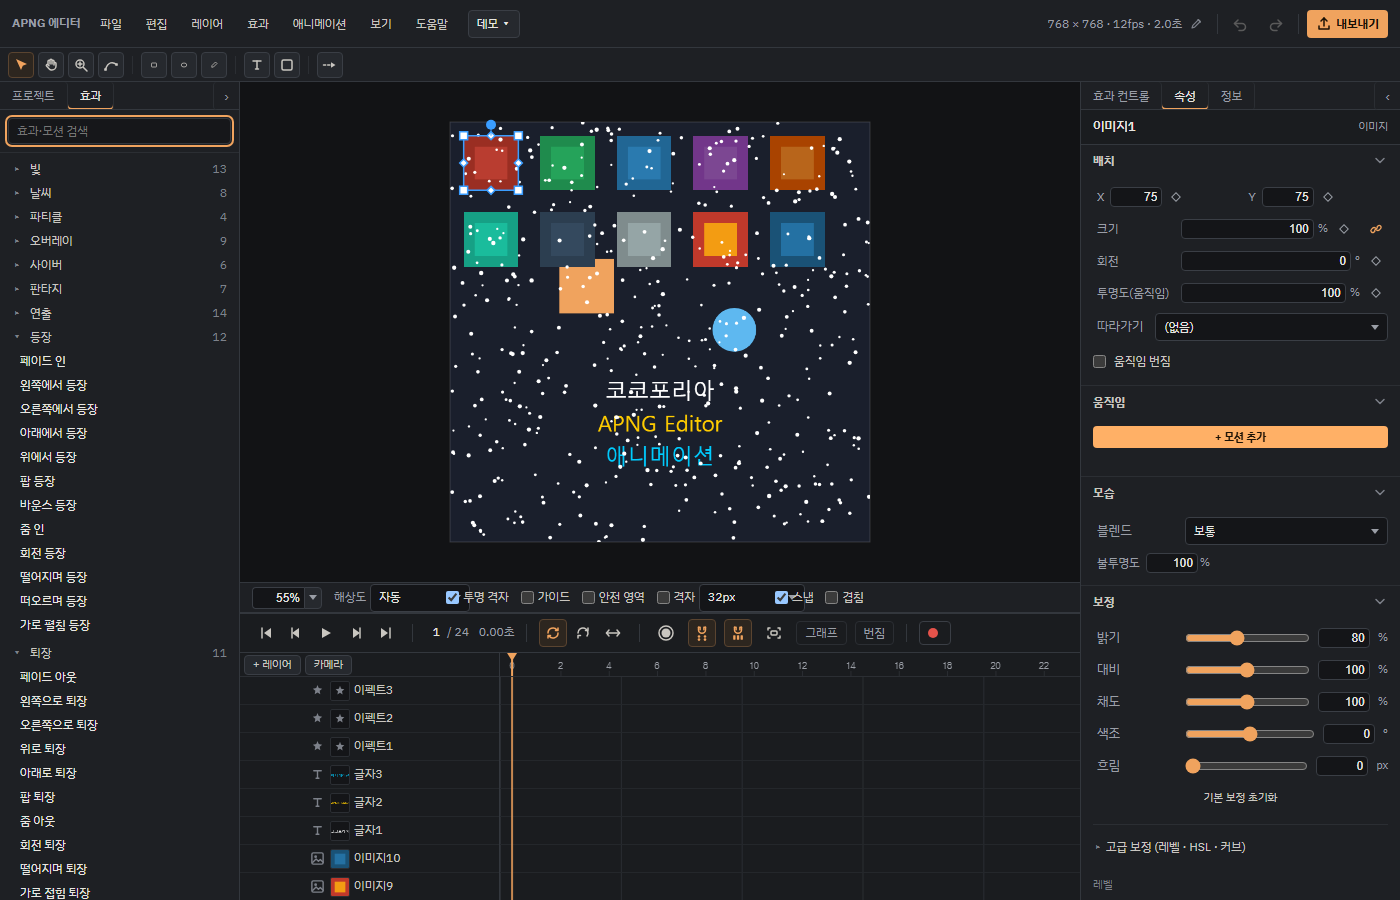 APNG 에디터 파일 편집 레이어 효과 애니메이션 보기 도움말 데모 768 × 768 · 12fps · 2.0초 내보내기
프로젝트 효과
효과·모션 검색
빛 13
날씨 8
파티클 4
오버레이 9
사이버 6
판타지 7
연출 14
등장 12
페이드 인
왼쪽에서 등장
오른쪽에서 등장
아래에서 등장
위에서 등장
팝 등장
바운스 등장
줌 인
회전 등장
떨어지며 등장
떠오르며 등장
가로 펼침 등장
퇴장 11
페이드 아웃
왼쪽으로 퇴장
오른쪽으로 퇴장
위로 퇴장
아래로 퇴장
팝 퇴장
줌 아웃
회전 퇴장
떨어지며 퇴장
가로 접힘 퇴장
코코포리아
APNG Editor
애니메이션
55% 해상도 자동 투명 격자 가이드 안전 영역 격자 32px 스냅 겹침
1 / 24 0.00초 그래프 번짐
+ 레이어 카메라 0 2 4 6 8 10 12 14 16 18 20 22
이펙트3
이펙트2
이펙트1
글자3
글자2
글자1
이미지10
이미지9
효과 컨트롤 속성 정보
이미지1 이미지
배치
X 75 Y 75
크기 100 %
회전 0 °
투명도(움직임) 100 %
따라가기 (없음)
움직임 번짐
움직임
+ 모션 추가
모습
블렌드 보통
불투명도 100 %
보정
밝기 80 %
대비 100 %
채도 100 %
색조 0 °
흐림 0 px
기본 보정 초기화
고급 보정 (레벨 · HSL · 커브)
레벨